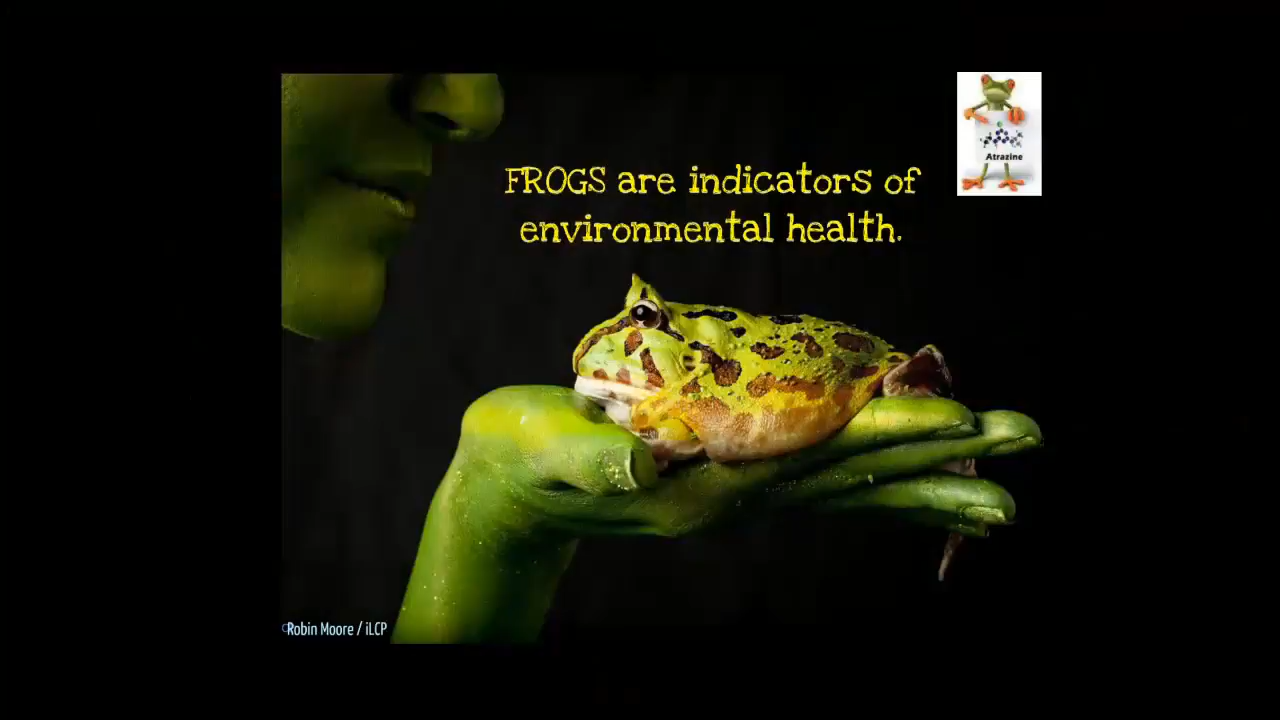 FROGS are indicators of
environmental health.
Atrazine
©Robin Moore / iLCP